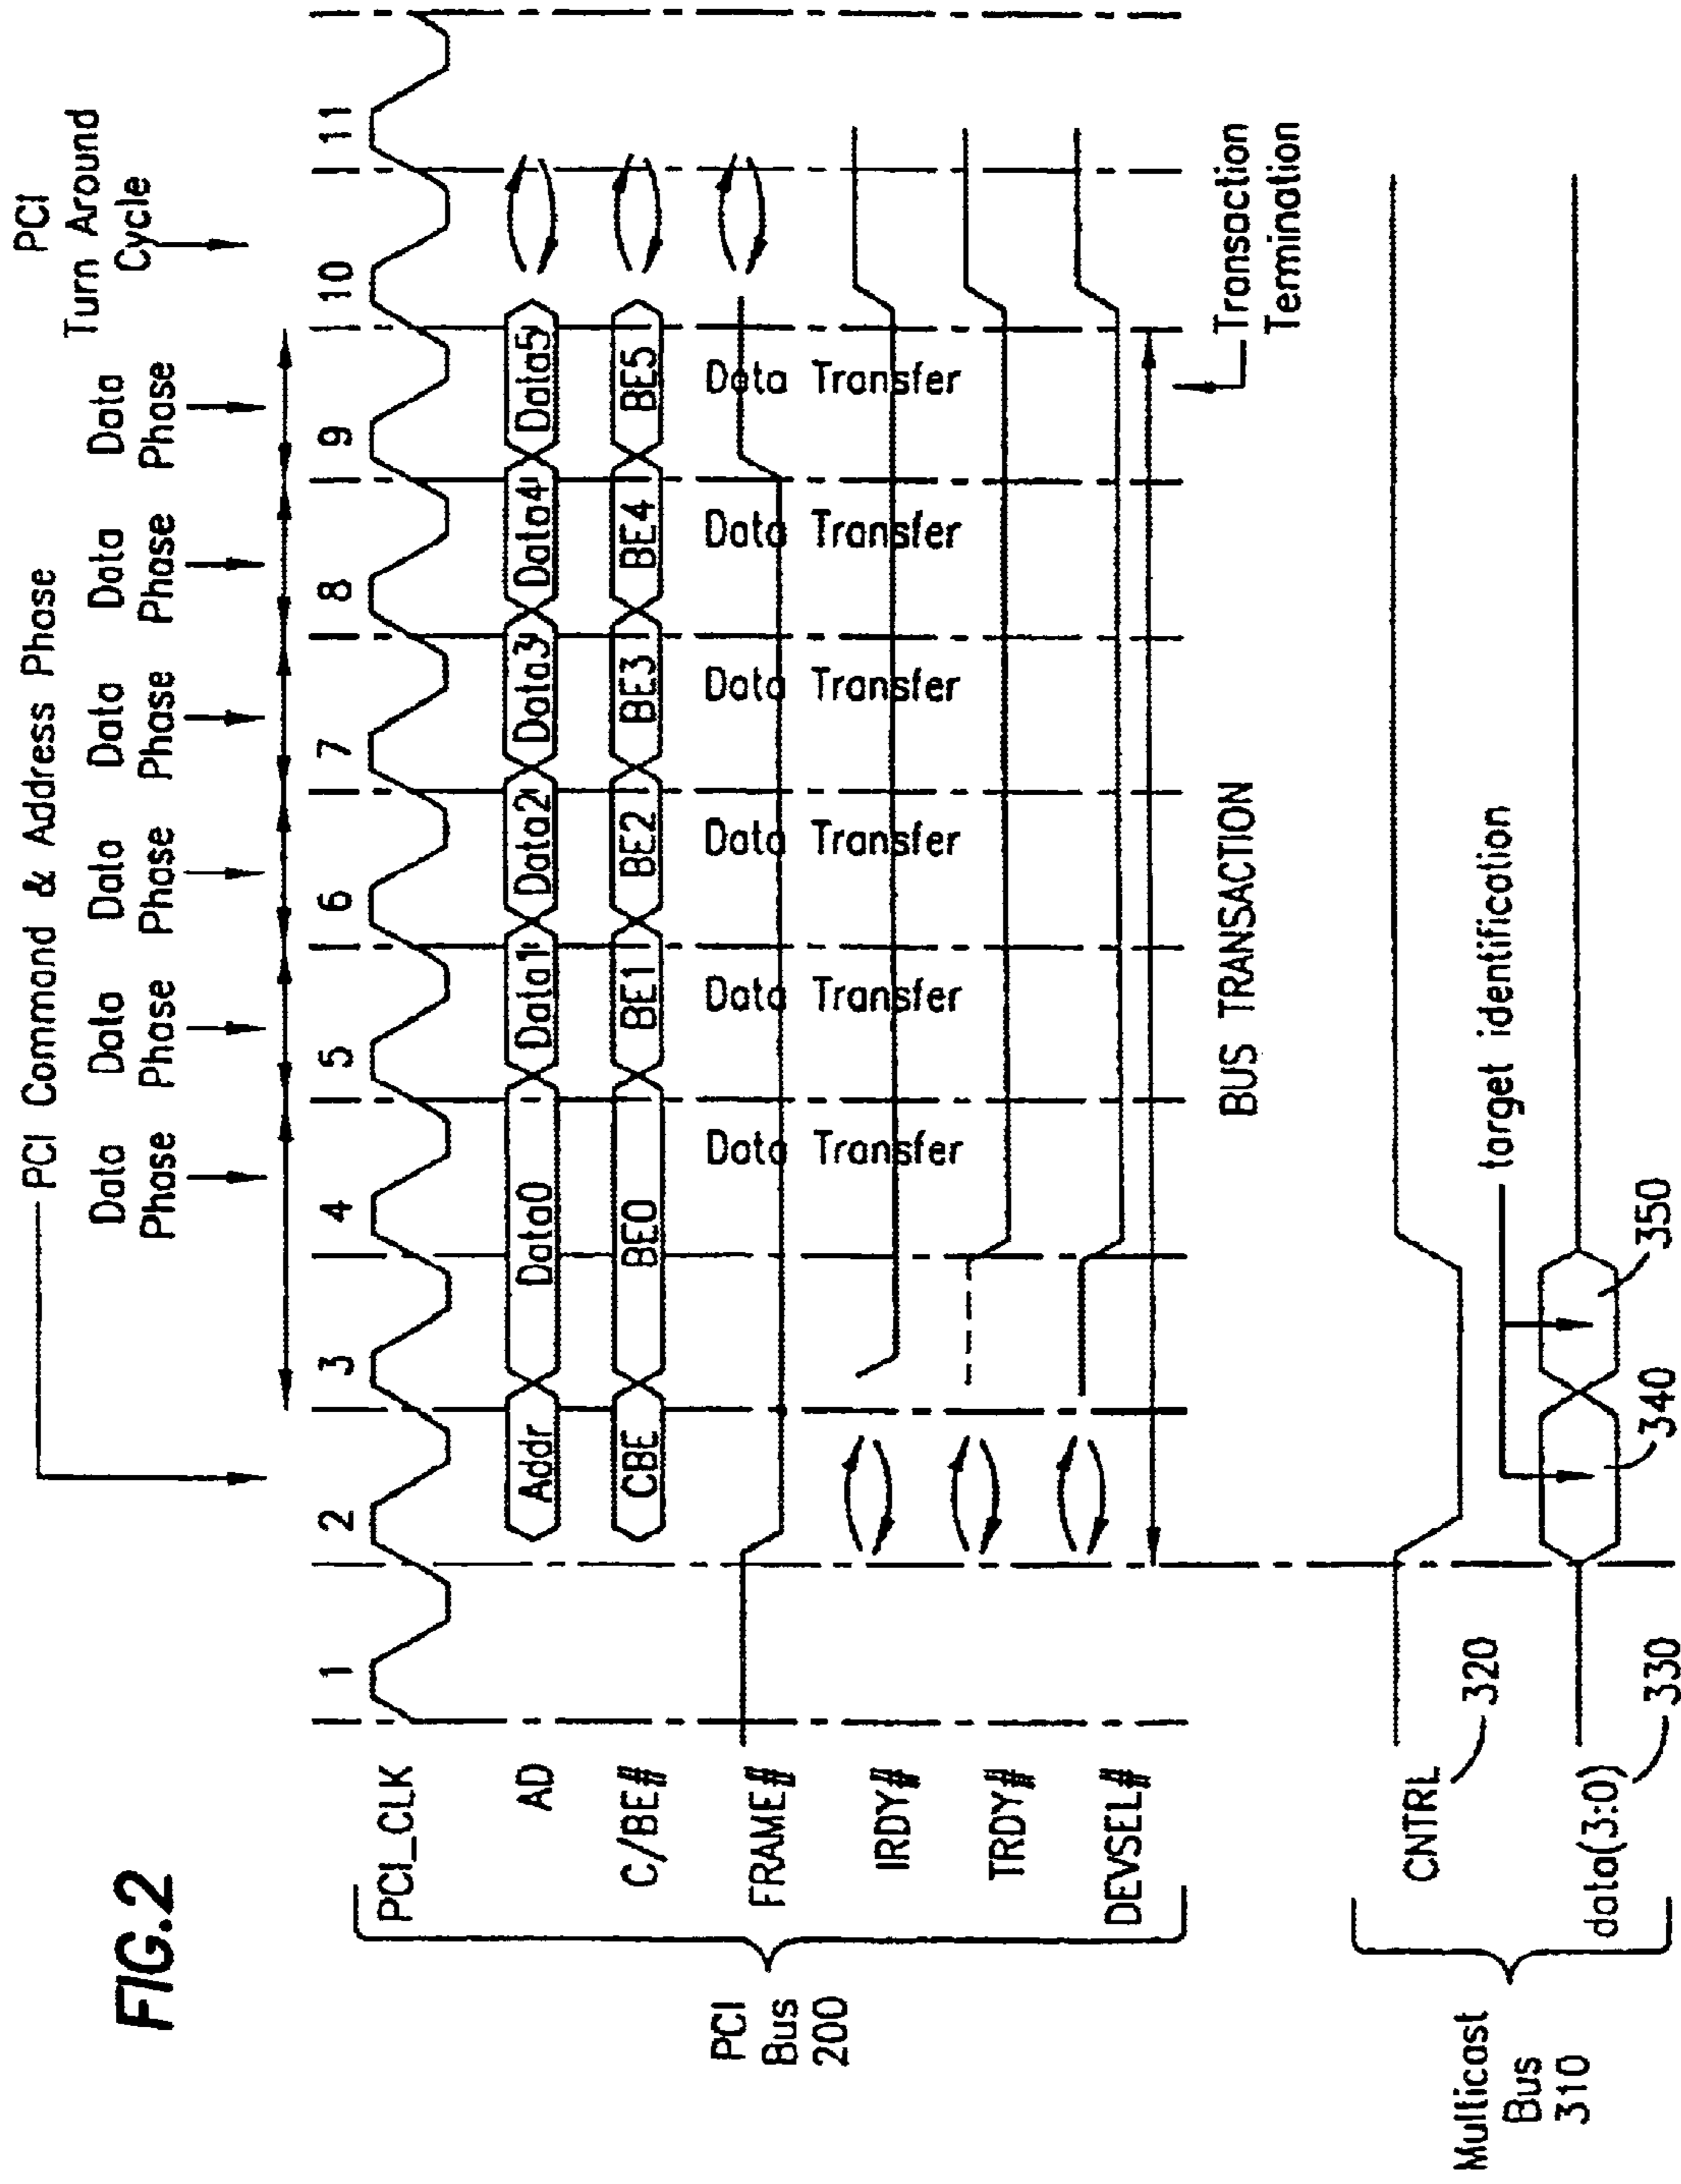 FIG.2
PCI Command & Address Phase
PCI
Turn Around
Cycle
Data
Phase
Data
Phase
Data
Phase
Data
Phase
Data
Phase
Data
Phase
1 2 3 4 5 6 7 8 9 10 11
PCI_CLK
AD
Addr Data0 Data1 Data2 Data3 Data4 Data5
C/BE#
CBE BE0 BE1 BE2 BE3 BE4 BE5
FRAME#
Data Transfer Data Transfer Data Transfer Data Transfer Data Transfer Data Transfer
IRDY#
TRDY#
DEVSEL#
PCI
Bus
200
BUS TRANSACTION
Transaction
Termination
Multicast
Bus
310
CNTRL
320
target identification
data(3:0)
330
340
350